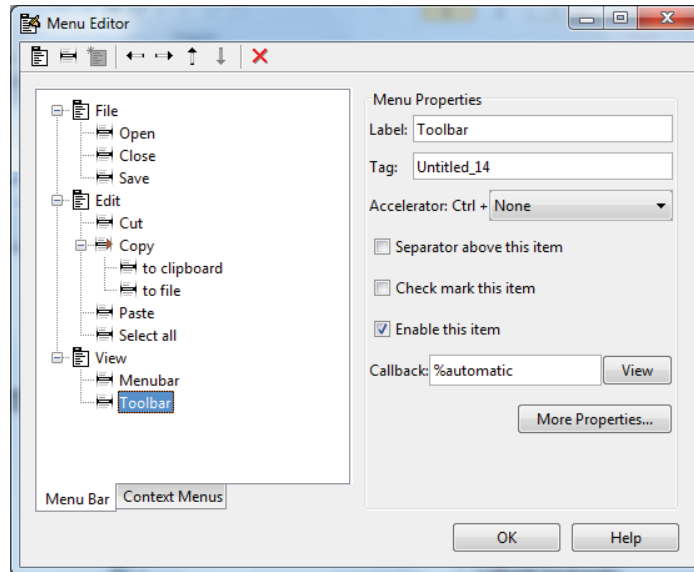 Menu Editor
File
Open
Close
Save
Edit
Cut
Copy
to clipboard
to file
Paste
Select all
View
Menubar
Toolbar
Menu Bar
Context Menus
Menu Properties
Label: Toolbar
Tag: Untitled_14
Accelerator: Ctrl + None
Separator above this item
Check mark this item
Enable this item
Callback: %automatic View
More Properties...
OK Help